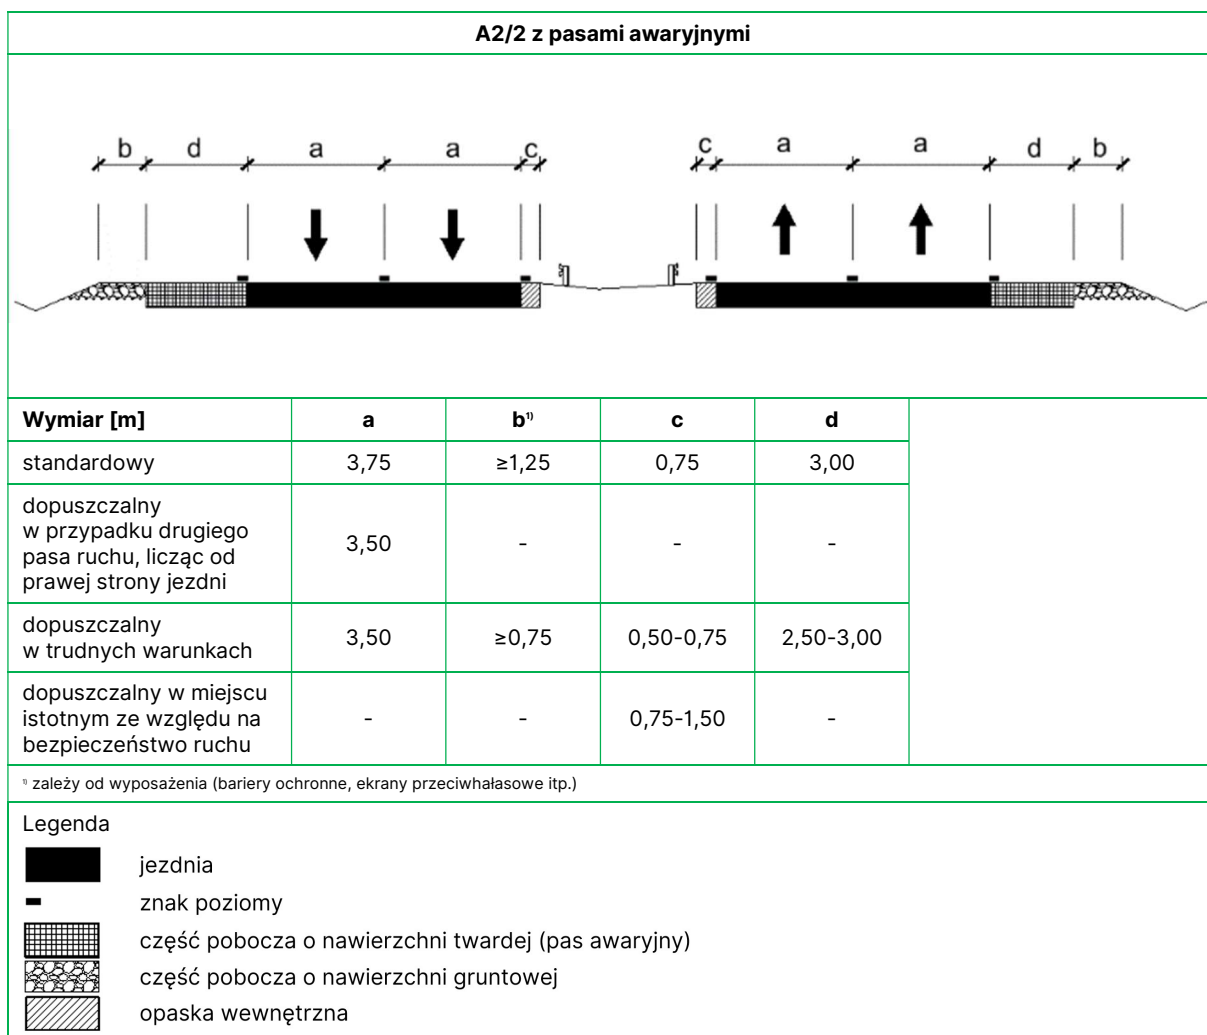 A2/2 z pasami awaryjnymi
b d a a c c a a d b
Wymiar [m] a b¹⁾ c d
standardowy 3,75 ≥1,25 0,75 3,00
dopuszczalny
w przypadku drugiego
pasa ruchu, licząc od
prawej strony jezdni
3,50 - - -
dopuszczalny
w trudnych warunkach
3,50 ≥0,75 0,50-0,75 2,50-3,00
dopuszczalny w miejscu
istotnym ze względu na
bezpieczeństwo ruchu
- - 0,75-1,50 -
¹⁾ zależy od wyposażenia (bariery ochronne, ekrany przeciwhałasowe itp.)
Legenda
jezdnia
znak poziomy
część pobocza o nawierzchni twardej (pas awaryjny)
część pobocza o nawierzchni gruntowej
opaska wewnętrzna